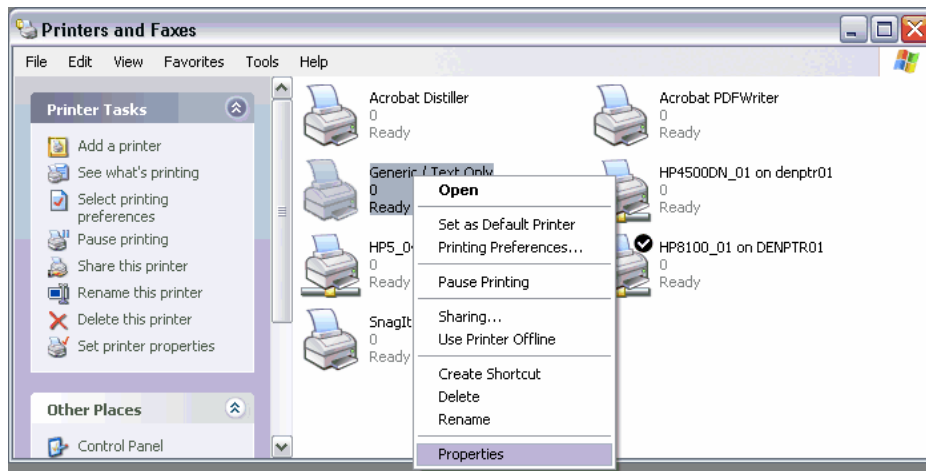 Printers and Faxes
File Edit View Favorites Tools Help
Printer Tasks
Add a printer
See what's printing
Select printing
preferences
Pause printing
Share this printer
Rename this printer
Delete this printer
Set printer properties
Other Places
Control Panel
Acrobat Distiller
0
Ready
Acrobat PDFWriter
0
Ready
Generic / Text Only
0
Ready
HP4500DN_01 on denptr01
0
Ready
HP5_0
0
Ready
HP8100_01 on DENPTR01
0
Ready
SnagIt
0
Ready
Open
Set as Default Printer
Printing Preferences...
Pause Printing
Sharing...
Use Printer Offline
Create Shortcut
Delete
Rename
Properties